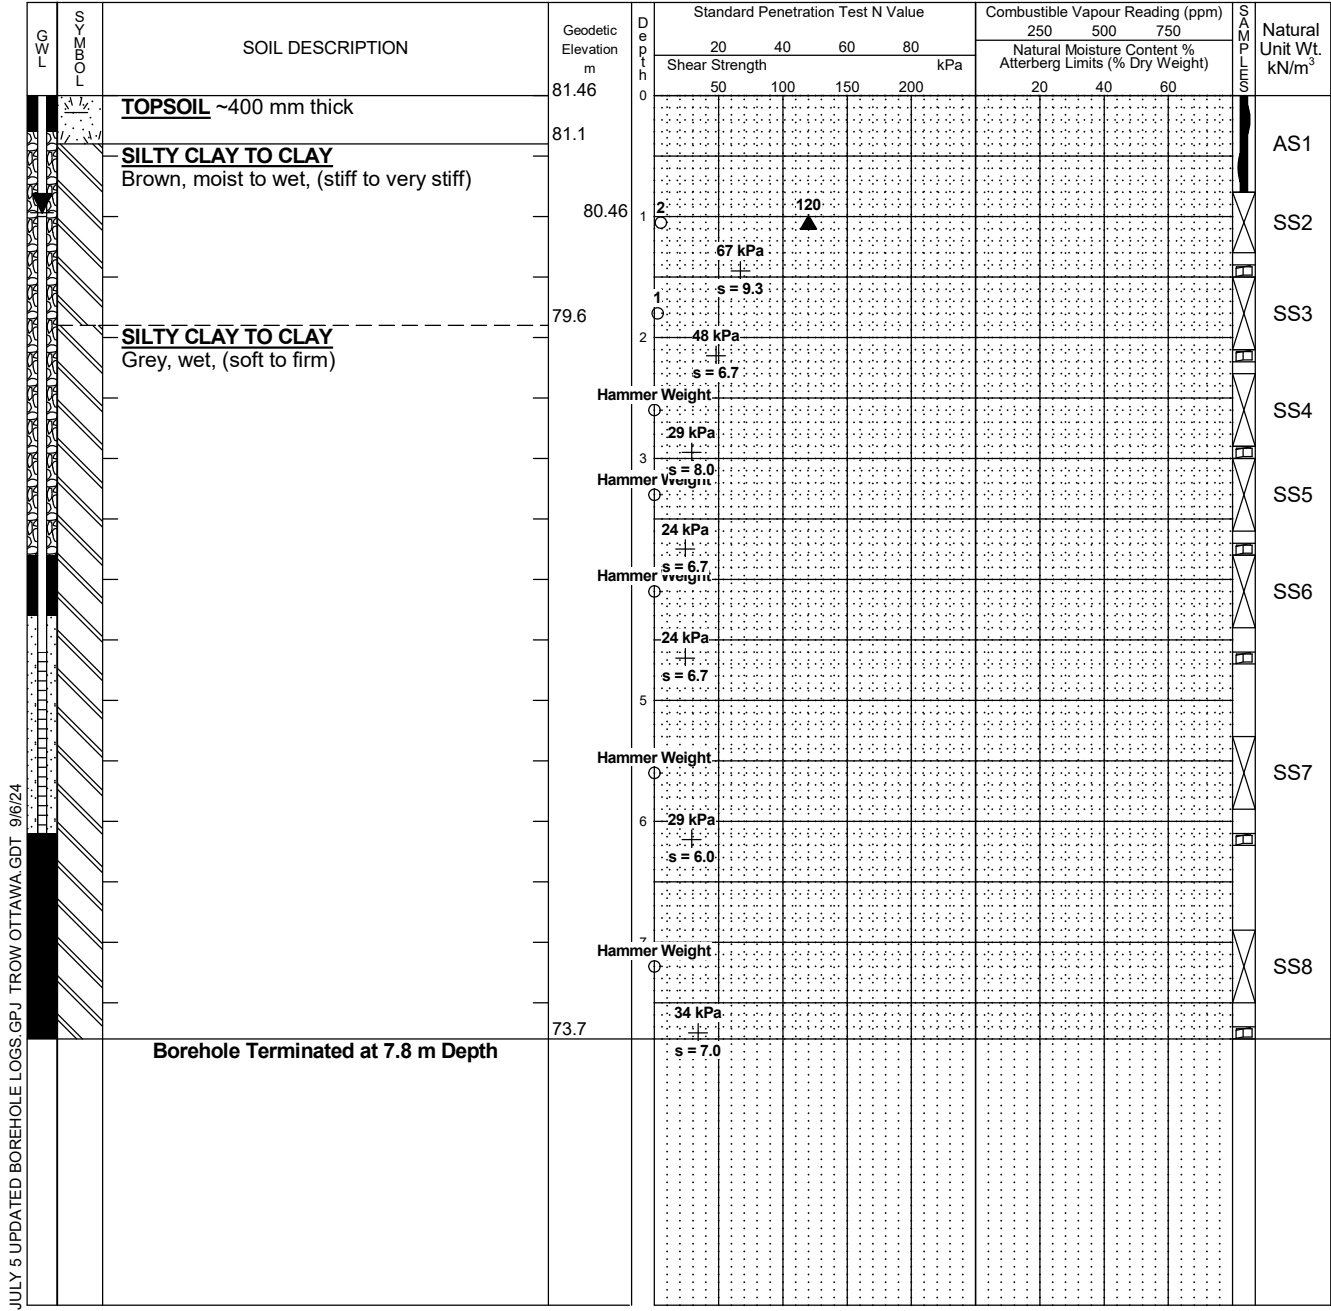 GWL
SYMBOL
SOIL DESCRIPTION
Geodetic
Elevation
m
Depth
Standard Penetration Test N Value
20 40 60 80
Shear Strength kPa
50 100 150 200
Combustible Vapour Reading (ppm)
250 500 750
Natural Moisture Content %
Atterberg Limits (% Dry Weight)
20 40 60
SAMPLES
Natural
Unit Wt.
kN/m³
81.46
0
TOPSOIL ~400 mm thick
81.1
AS1
SILTY CLAY TO CLAY
Brown, moist to wet, (stiff to very stiff)
80.46
1
2
120
SS2
67 kPa
s = 9.3
1
SS3
79.6
SILTY CLAY TO CLAY
Grey, wet, (soft to firm)
2
48 kPa
s = 6.7
Hammer Weight
SS4
29 kPa
3
s = 8.0
Hammer Weight
SS5
24 kPa
s = 6.7
Hammer Weight
SS6
24 kPa
s = 6.7
5
Hammer Weight
SS7
6
29 kPa
s = 6.0
7
Hammer Weight
SS8
34 kPa
73.7
s = 7.0
Borehole Terminated at 7.8 m Depth
JULY 5 UPDATED BOREHOLE LOGS.GPJ TROW OTTAWA.GDT 9/6/24